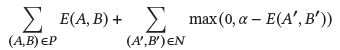 ∑ E(A, B) + ∑ max(0, α − E(A′, B′))
(A,B)∈P (A′,B′)∈N